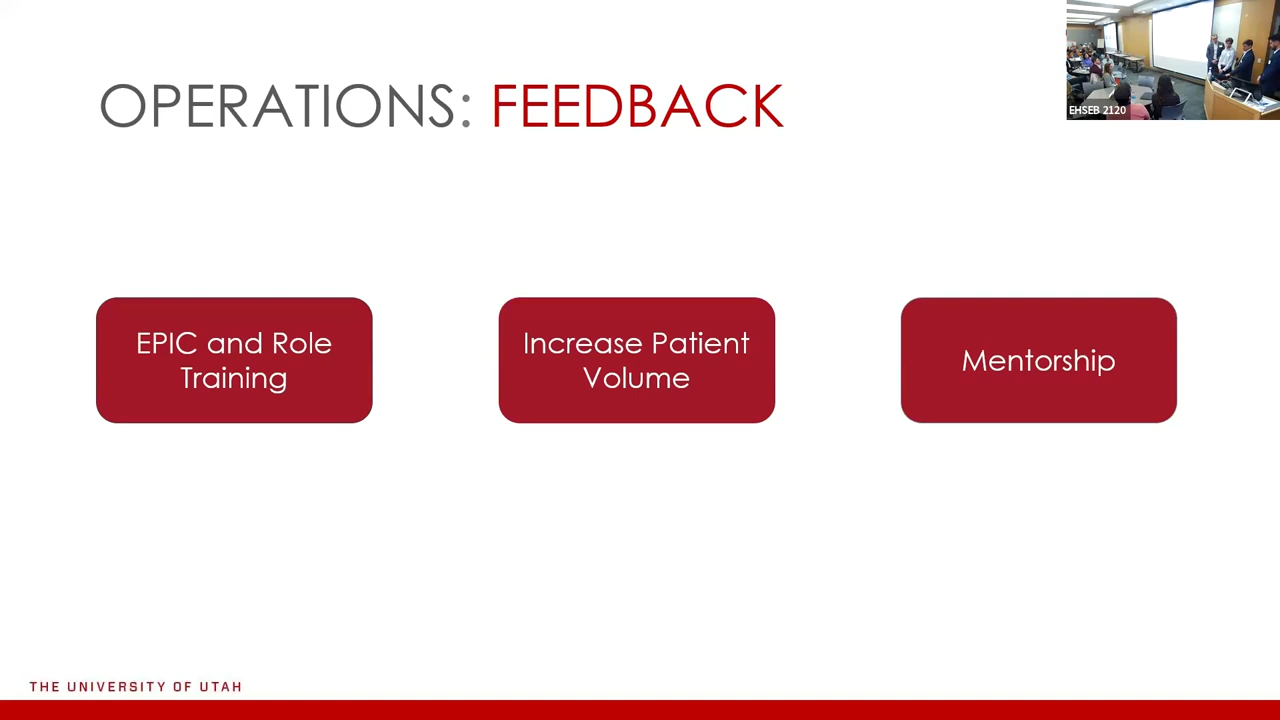 OPERATIONS: FEEDBACK
EHSEB 2120
EPIC and Role
Training
Increase Patient
Volume
Mentorship
THE UNIVERSITY OF UTAH